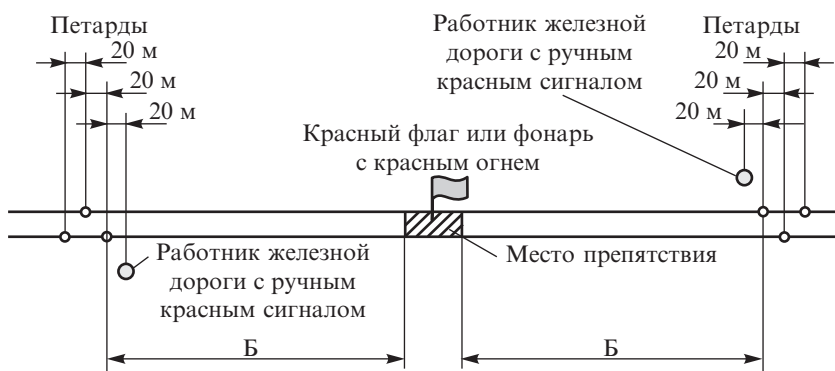 Петарды
20 м
20 м
20 м
Работник железной
дороги с ручным
красным сигналом
Петарды
20 м
20 м
20 м
Красный флаг или фонарь
с красным огнем
Работник железной
дороги с ручным
красным сигналом
Место препятствия
Б
Б